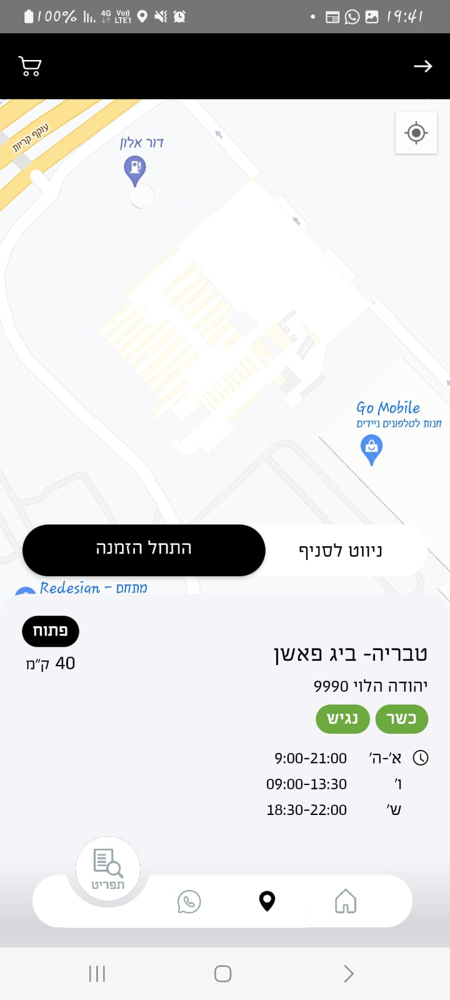 100% 4G Vo)) LTE1 19:41
עוקף קריות
דור אלון
Go Mobile
חנות לטלפונים ניידים
התחל הזמנה
ניווט לסניף
Redesign – מתחם
פתוח
40 ק״מ
טבריה- ביג פאשן
יהודה הלוי 9990
כשר
נגיש
א׳-ה׳ 9:00-21:00
ו׳ 09:00-13:30
ש׳ 18:30-22:00
תפריט